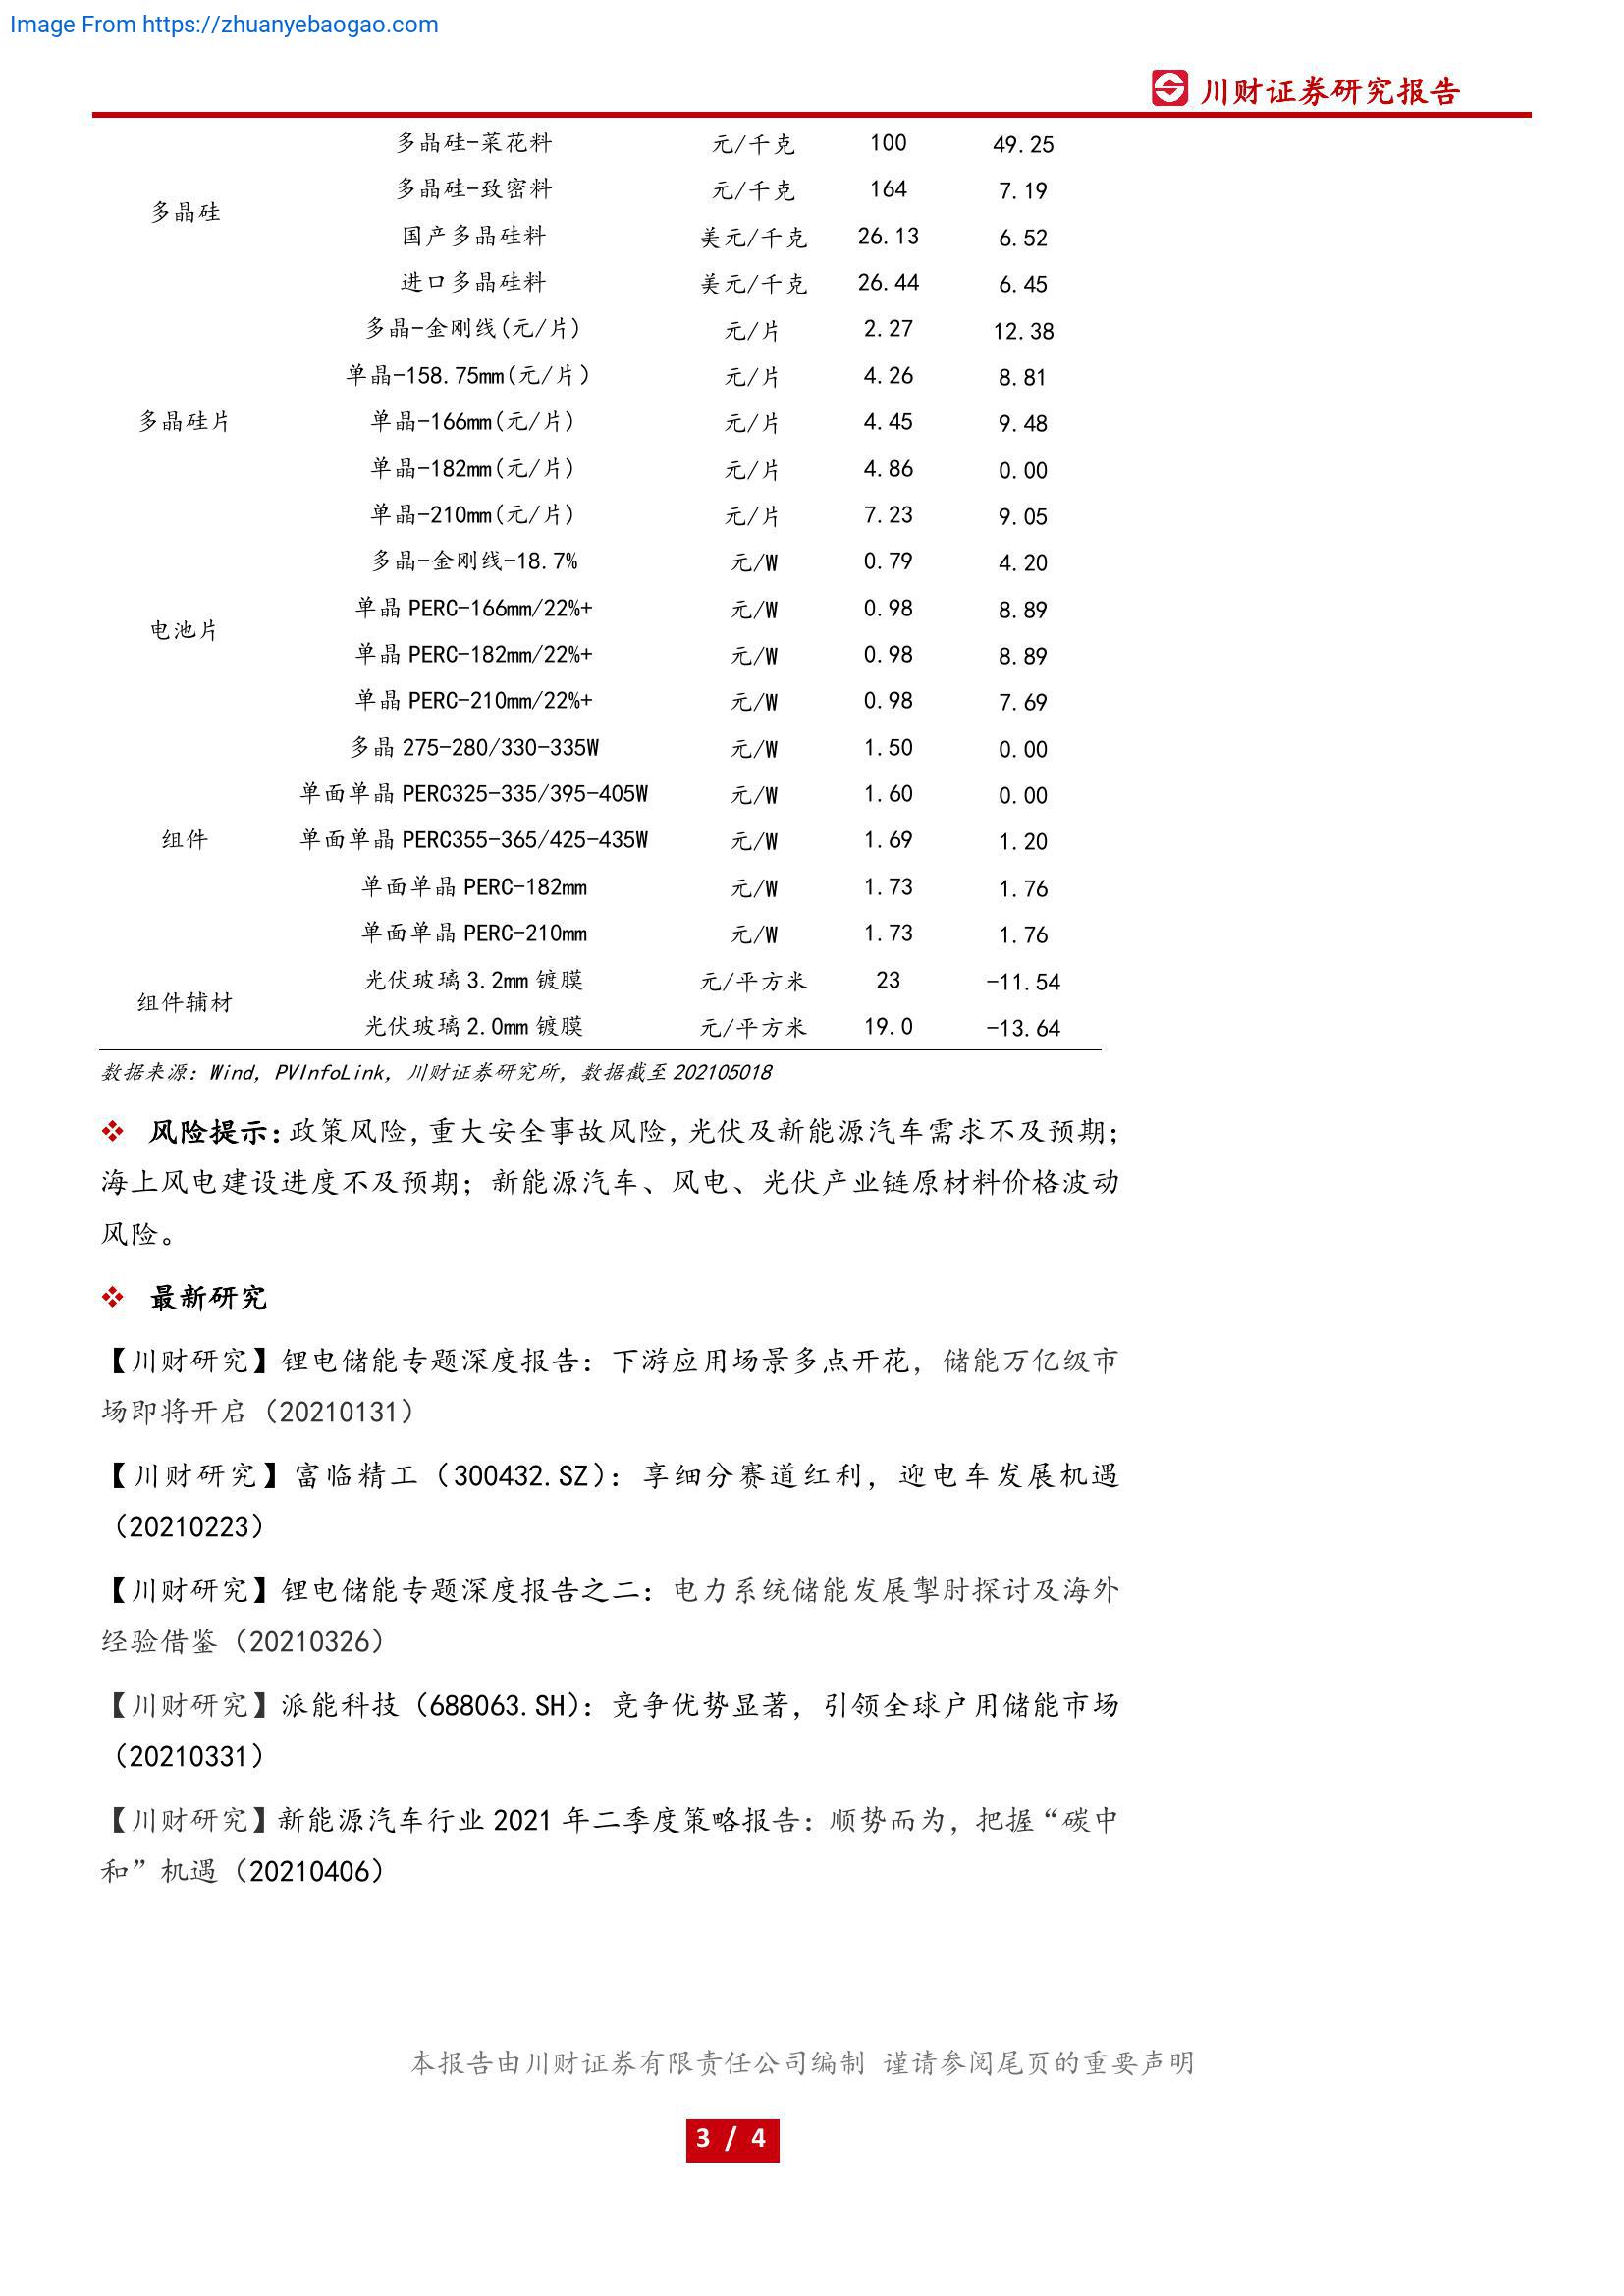 Image From https://zhuanyebaogao.com
川财证券研究报告
多晶硅-菜花料 元/千克 100 49.25
多晶硅-致密料 元/千克 164 7.19
多晶硅
国产多晶硅料 美元/千克 26.13 6.52
进口多晶硅料 美元/千克 26.44 6.45
多晶-金刚线(元/片) 元/片 2.27 12.38
单晶-158.75mm(元/片) 元/片 4.26 8.81
多晶硅片 单晶-166mm(元/片) 元/片 4.45 9.48
单晶-182mm(元/片) 元/片 4.86 0.00
单晶-210mm(元/片) 元/片 7.23 9.05
多晶-金刚线-18.7% 元/W 0.79 4.20
单晶 PERC-166mm/22%+ 元/W 0.98 8.89
电池片
单晶 PERC-182mm/22%+ 元/W 0.98 8.89
单晶 PERC-210mm/22%+ 元/W 0.98 7.69
多晶 275-280/330-335W 元/W 1.50 0.00
单面单晶 PERC325-335/395-405W 元/W 1.60 0.00
组件 单面单晶 PERC355-365/425-435W 元/W 1.69 1.20
单面单晶 PERC-182mm 元/W 1.73 1.76
单面单晶 PERC-210mm 元/W 1.73 1.76
光伏玻璃 3.2mm 镀膜 元/平方米 23 -11.54
组件辅材
光伏玻璃 2.0mm 镀膜 元/平方米 19.0 -13.64
数据来源：Wind，PVInfoLink，川财证券研究所，数据截至 202105018
❖ 风险提示：政策风险，重大安全事故风险，光伏及新能源汽车需求不及预期；
海上风电建设进度不及预期；新能源汽车、风电、光伏产业链原材料价格波动
风险。
❖ 最新研究
【川财研究】锂电储能专题深度报告：下游应用场景多点开花，储能万亿级市
场即将开启（20210131）
【川财研究】富临精工（300432.SZ）：享细分赛道红利，迎电车发展机遇
（20210223）
【川财研究】锂电储能专题深度报告之二：电力系统储能发展掣肘探讨及海外
经验借鉴（20210326）
【川财研究】派能科技（688063.SH）：竞争优势显著，引领全球户用储能市场
（20210331）
【川财研究】新能源汽车行业 2021 年二季度策略报告：顺势而为，把握“碳中
和”机遇（20210406）
本报告由川财证券有限责任公司编制 谨请参阅尾页的重要声明
3 / 4